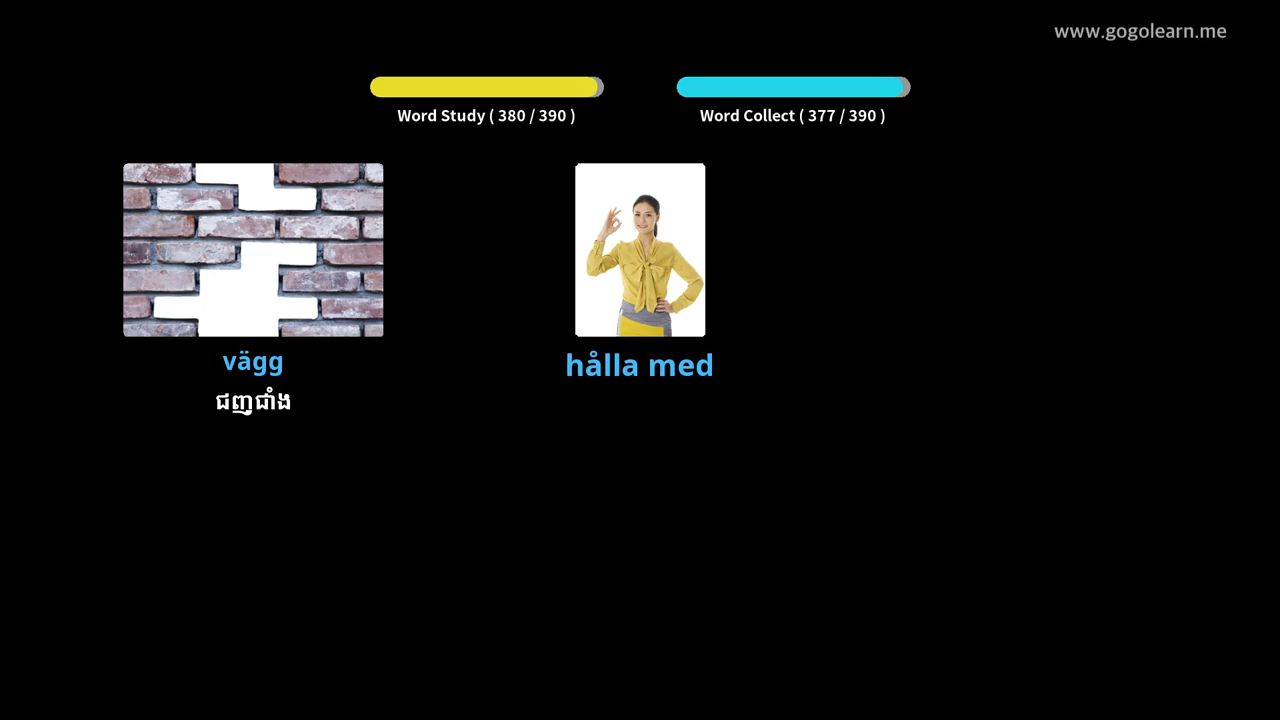 www.gogolearn.me
Word Study ( 380 / 390 )
Word Collect ( 377 / 390 )
vägg
ជញ្ជាំង
hålla med